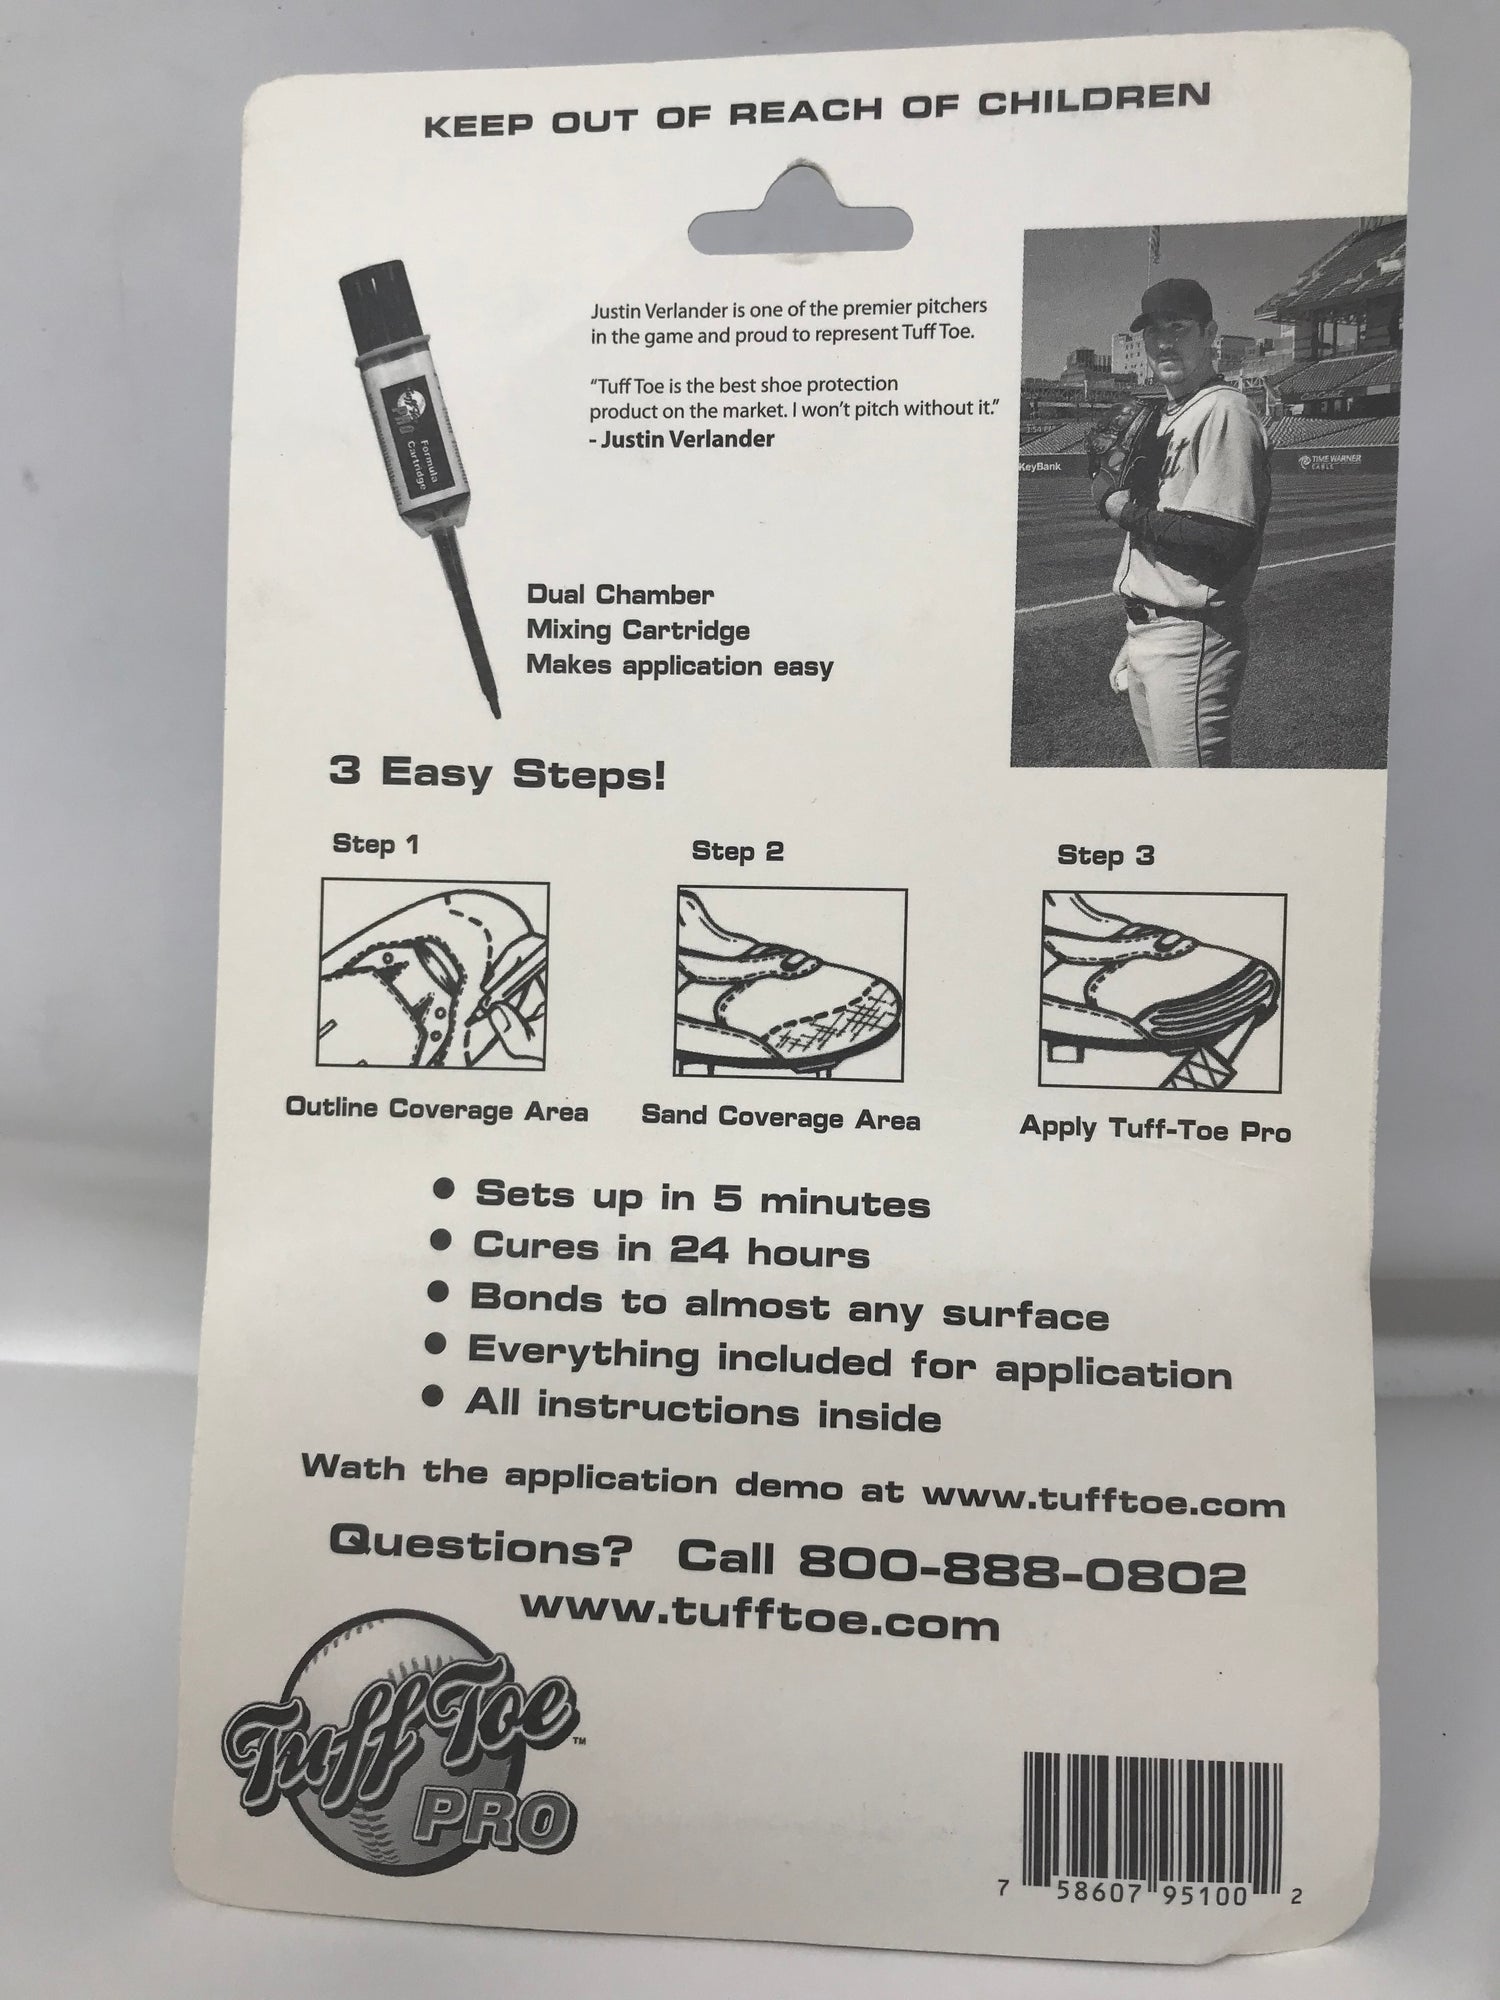 KEEP OUT OF REACH OF CHILDREN
Justin Verlander is one of the premier pitchers
in the game and proud to represent Tuff Toe.
"Tuff Toe is the best shoe protection
product on the market. I won't pitch without it."
- Justin Verlander
Formula
Cartridge
KeyBank
TIME WARNER
CABLE
Dual Chamber
Mixing Cartridge
Makes application easy
3 Easy Steps!
Step 1
Step 2
Step 3
Outline Coverage Area
Sand Coverage Area
Apply Tuff-Toe Pro
• Sets up in 5 minutes
• Cures in 24 hours
• Bonds to almost any surface
• Everything included for application
• All instructions inside
Wath the application demo at www.tufftoe.com
Questions? Call 800-888-0802
www.tufftoe.com
Tuff Toe™
PRO
7 58607 95100 2